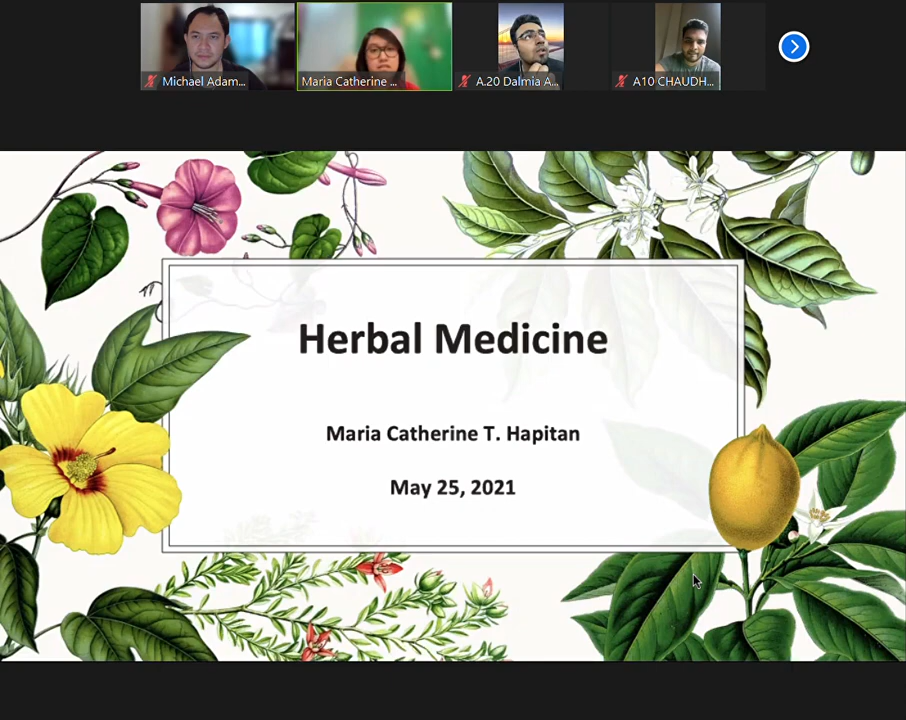 Michael Adam...
Maria Catherine ...
A.20 Dalmia A...
A10 CHAUDH...
Herbal Medicine
Maria Catherine T. Hapitan
May 25, 2021